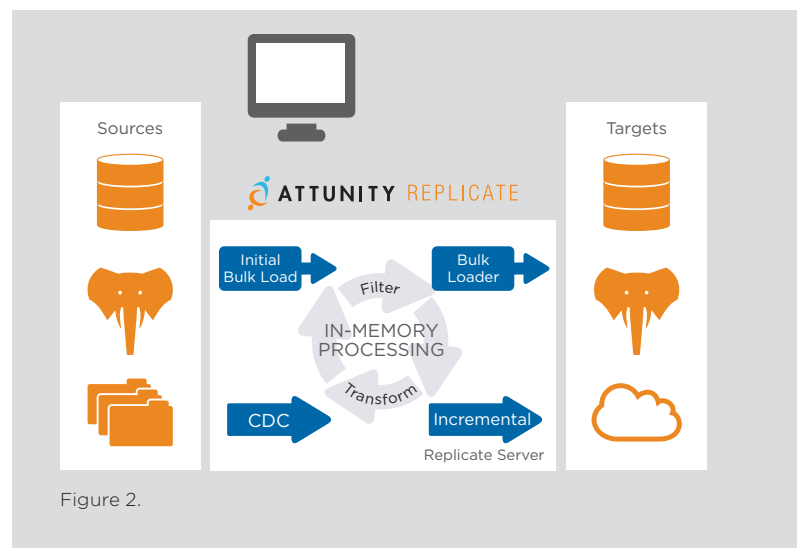 Sources
Targets
ATTUNITY REPLICATE
Initial
Bulk Load
Bulk
Loader
Filter
IN-MEMORY
PROCESSING
Transform
CDC
Incremental
Replicate Server
Figure 2.